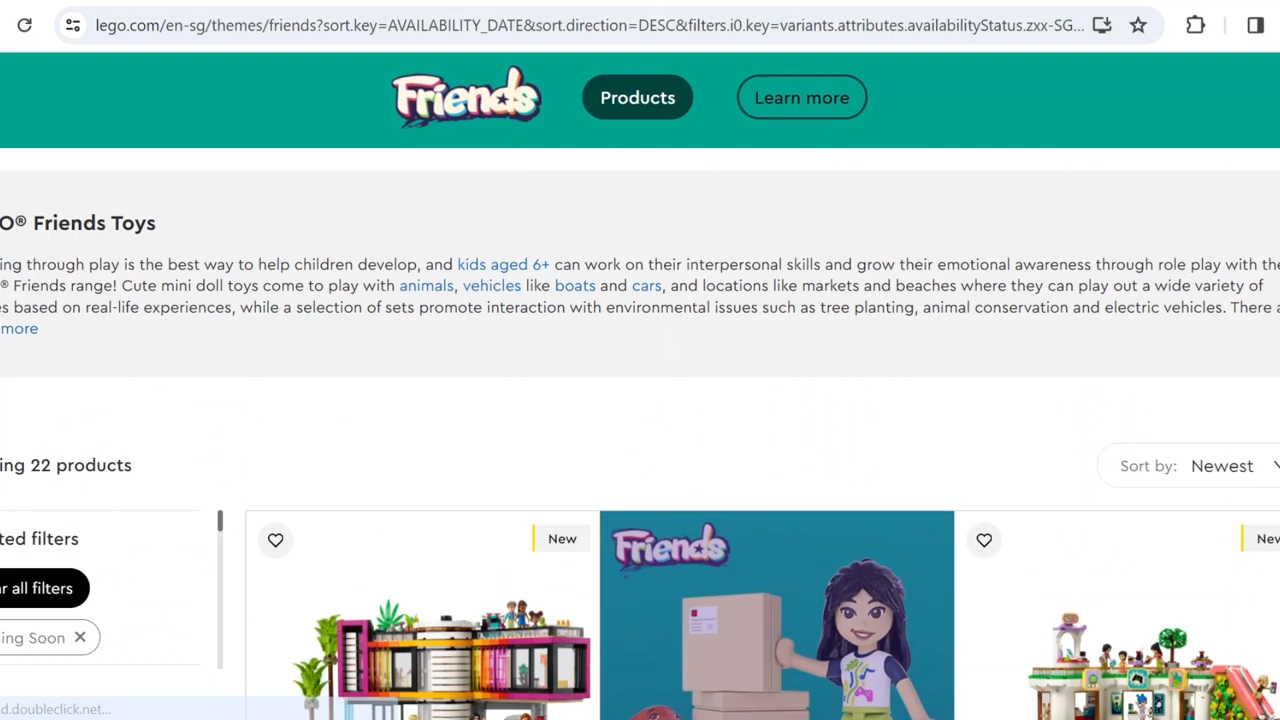 lego.com/en-sg/themes/friends?sort.key=AVAILABILITY_DATE&sort.direction=DESC&filters.i0.key=variants.attributes.availabilityStatus.zxx-SG...
Friends
Products
Learn more
O® Friends Toys
ing through play is the best way to help children develop, and kids aged 6+ can work on their interpersonal skills and grow their emotional awareness through role play with the
® Friends range! Cute mini doll toys come to play with animals, vehicles like boats and cars, and locations like markets and beaches where they can play out a wide variety of
s based on real-life experiences, while a selection of sets promote interaction with environmental issues such as tree planting, animal conservation and electric vehicles. There a
more
ing 22 products
Sort by: Newest
ted filters
r all filters
ing Soon
New
Friends
New
d.doubleclick.net...